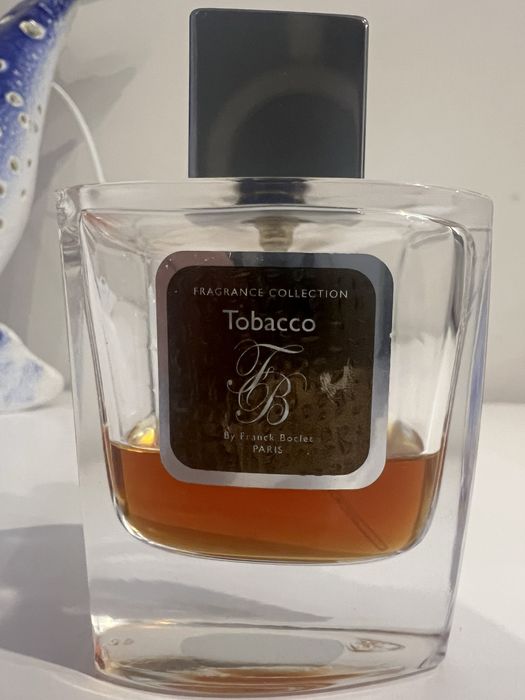 FRAGRANCE COLLECTION
Tobacco
FB
By Franck Boclet
PARIS